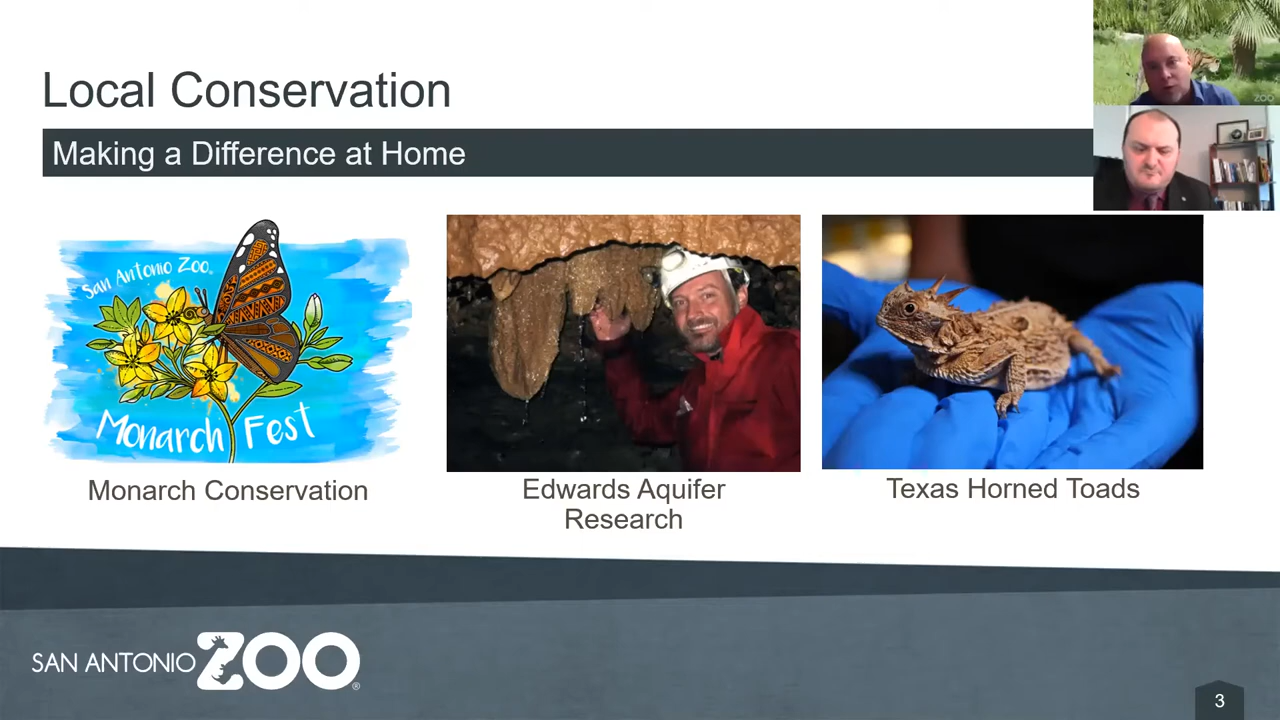 Local Conservation
Making a Difference at Home
San Antonio Zoo®
Monarch Fest
Monarch Conservation
Edwards Aquifer
Research
Texas Horned Toads
ZOO
SAN ANTONIO ZOO®
3